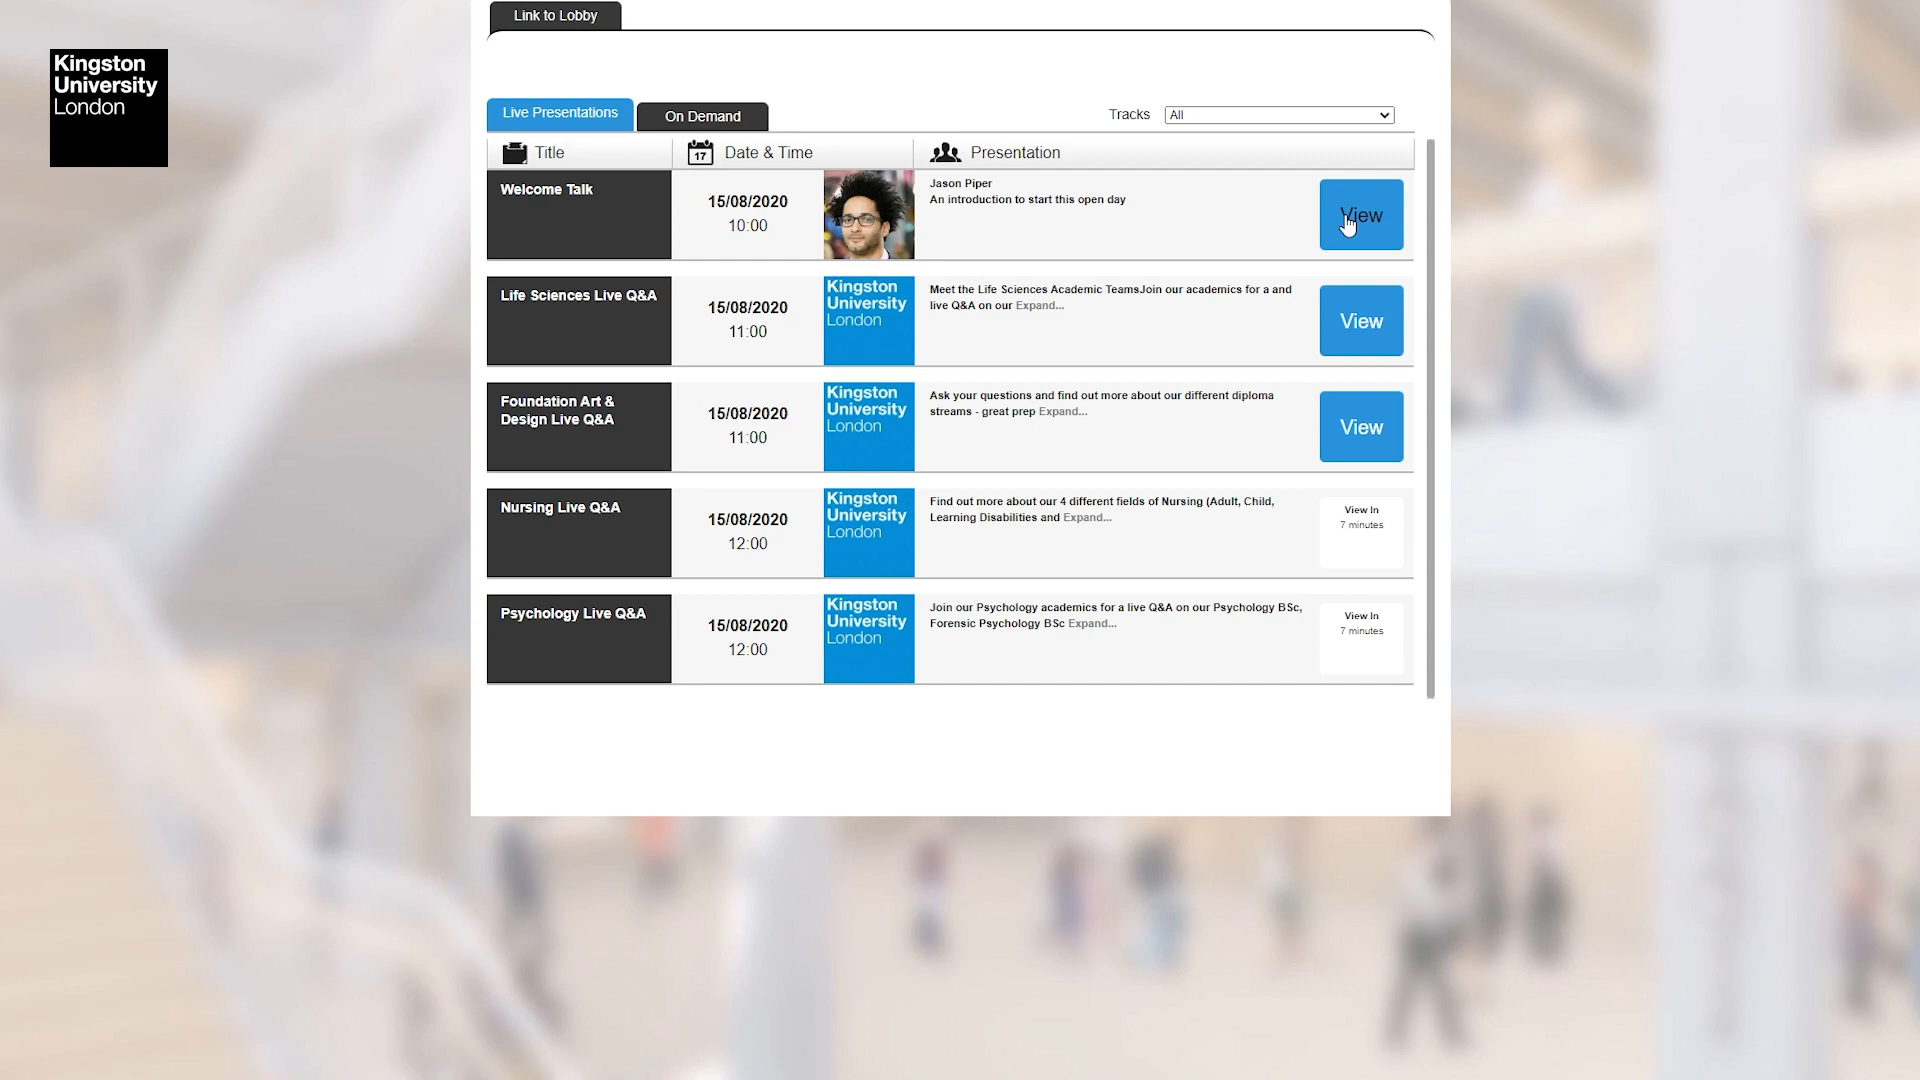 Link to Lobby
Kingston
University
London
Live Presentations
On Demand
Tracks
All
17
Title
Date & Time
Presentation
Welcome Talk
15/08/2020
10:00
Jason Piper
An introduction to start this open day
View
Life Sciences Live Q&A
15/08/2020
11:00
Kingston
University
London
Meet the Life Sciences Academic TeamsJoin our academics for a and
live Q&A on our Expand...
View
Foundation Art &
Design Live Q&A
15/08/2020
11:00
Kingston
University
London
Ask your questions and find out more about our different diploma
streams - great prep Expand...
View
Nursing Live Q&A
15/08/2020
12:00
Kingston
University
London
Find out more about our 4 different fields of Nursing (Adult, Child,
Learning Disabilities and Expand...
View In
7 minutes
Psychology Live Q&A
15/08/2020
12:00
Kingston
University
London
Join our Psychology academics for a live Q&A on our Psychology BSc,
Forensic Psychology BSc Expand...
View In
7 minutes